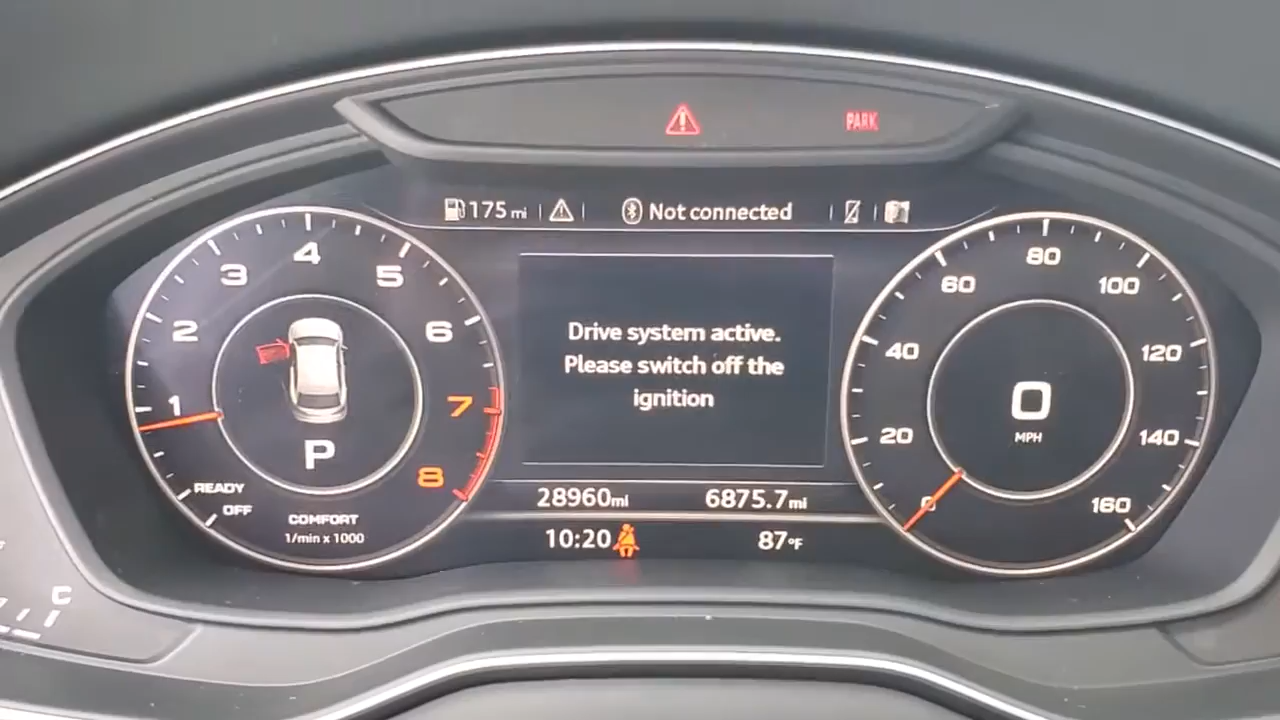 PARK
175 mi
Not connected
1
2
3
4
5
6
7
8
READY
OFF
P
COMFORT
1/min x 1000
Drive system active.
Please switch off the
ignition
28960mi
6875.7mi
10:20
87°F
0
20
40
60
80
100
120
140
160
0
MPH
C